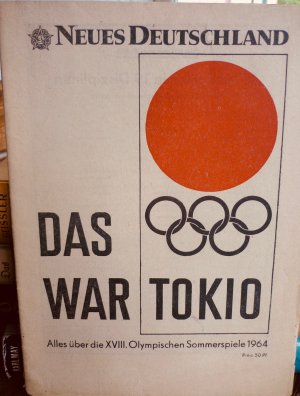 NEUES DEUTSCHLAND
DAS
WAR TOKIO
Alles über die XVIII. Olympischen Sommerspiele 1964
Preis 50 Pf